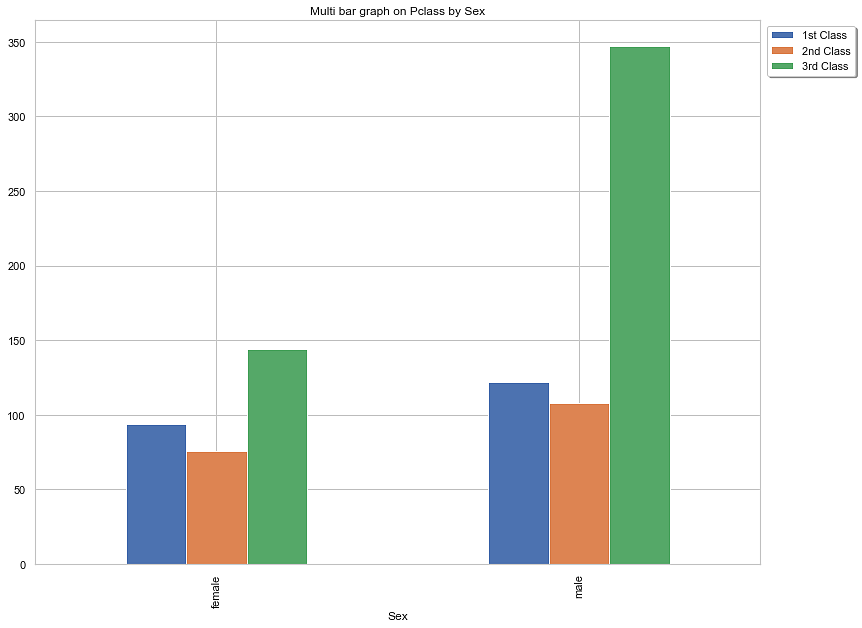 Multi bar graph on Pclass by Sex
1st Class
2nd Class
3rd Class
350
300
250
200
150
100
50
0
female
male
Sex